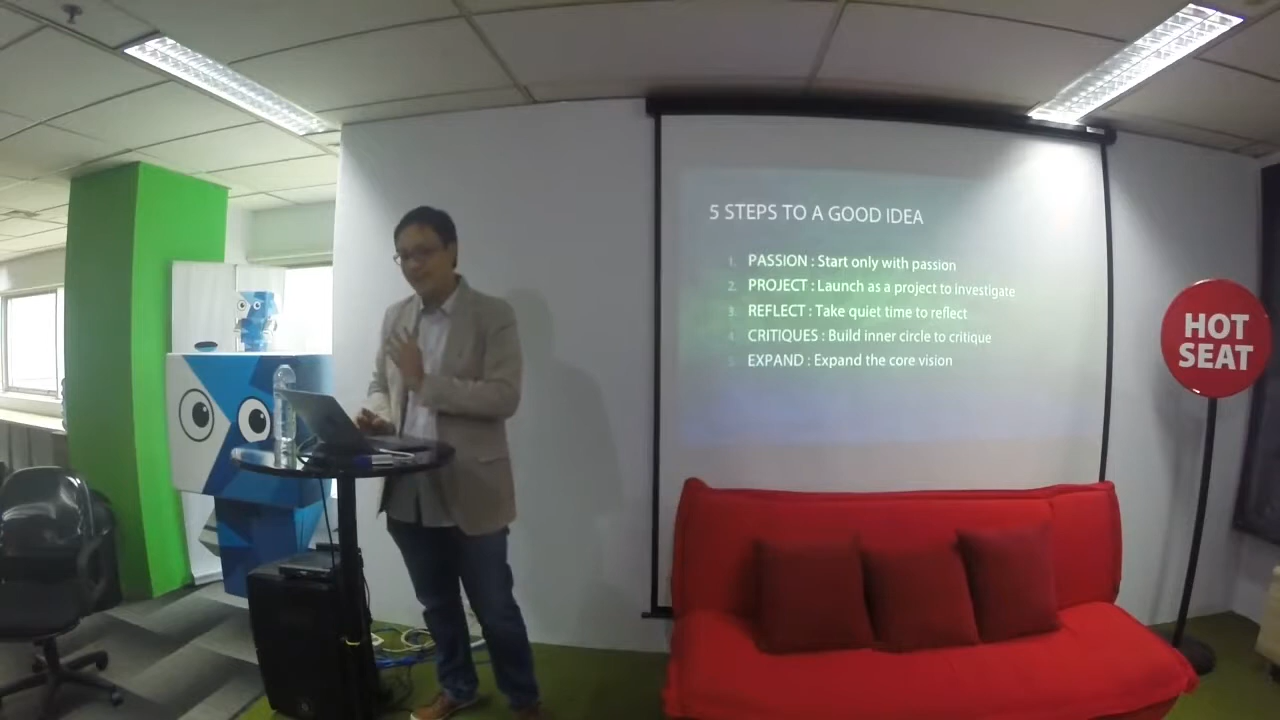 5 STEPS TO A GOOD IDEA
1. PASSION : Start only with passion
2. PROJECT : Launch as a project to investigate
3. REFLECT : Take quiet time to reflect
4. CRITIQUES : Build inner circle to critique
5. EXPAND : Expand the core vision
HOT
SEAT